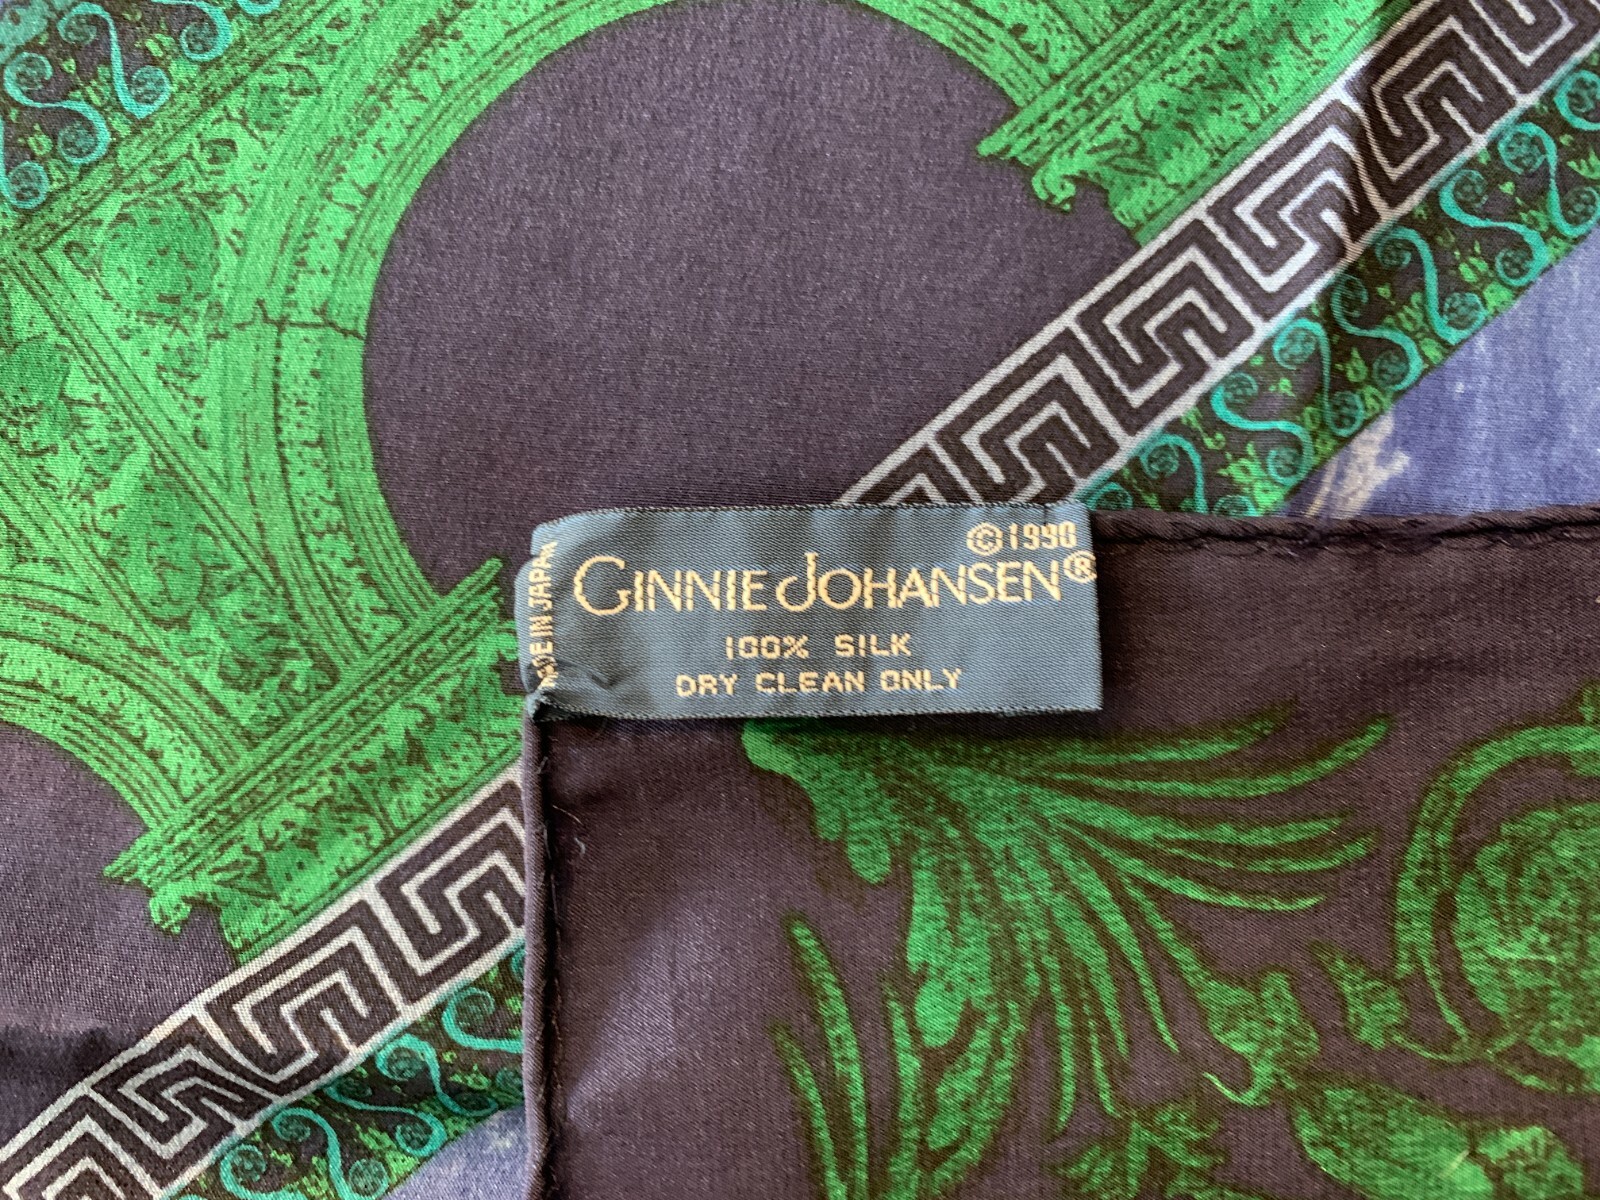 ©1990
GINNIE JOHANSEN®
100% SILK
DRY CLEAN ONLY
MADE IN JAPAN